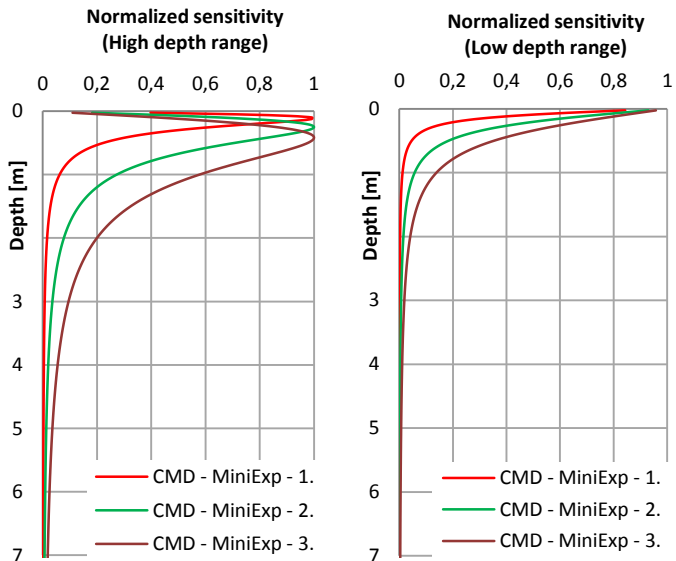 Normalized sensitivity
(High depth range)
0 0,2 0,4 0,6 0,8 1
Depth [m]
0
3
4
5
6
7
CMD - MiniExp - 1.
CMD - MiniExp - 2.
CMD - MiniExp - 3.
Normalized sensitivity
(Low depth range)
0 0,2 0,4 0,6 0,8 1
Depth [m]
0
3
4
5
6
7
CMD - MiniExp - 1.
CMD - MiniExp - 2.
CMD - MiniExp - 3.